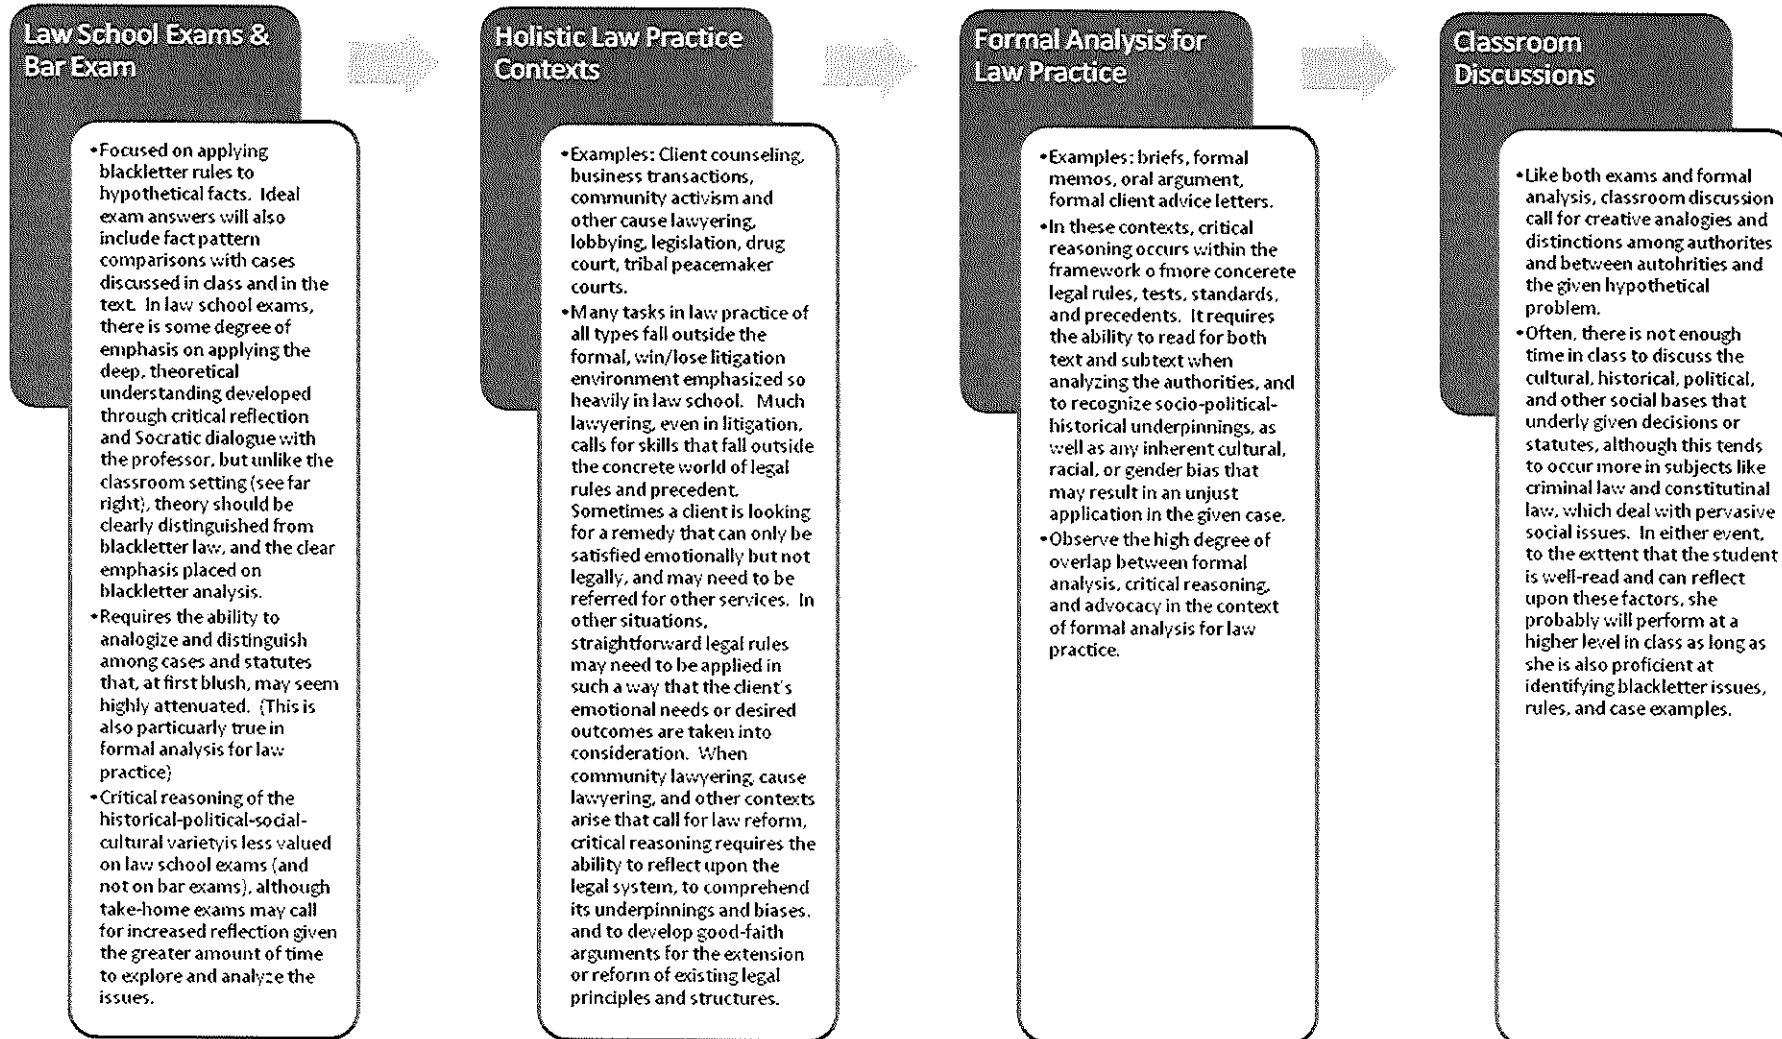 Law School Exams &
Bar Exam
•Focused on applying
blackletter rules to
hypothetical facts.  Ideal
exam answers will also
include fact pattern
comparisons with cases
discussed in class and in the
text.  In law school exams,
there is some degree of
emphasis on applying the
deep, theoretical
understanding developed
through critical reflection
and Socratic dialogue with
the professor, but unlike the
classroom setting (see far
right), theory should be
clearly distinguished from
blackletter law, and the clear
emphasis placed on
blackletter analysis.
•Requires the ability to
analogize and distinguish
among cases and statutes
that, at first blush, may seem
highly attenuated.  (This is
also particuarly true in
formal analysis for law
practice)
•Critical reasoning of the
historical-political-social-
cultural varietyis less valued
on law school exams (and
not on bar exams), although
take-home exams may call
for increased reflection given
the greater amount of time
to explore and analyze the
issues.
Holistic Law Practice
Contexts
•Examples: Client counseling,
business transactions,
community activism and
other cause lawyering,
lobbying, legislation, drug
court, tribal peacemaker
courts.
•Many tasks in law practice of
all types fall outside the
formal, win/lose litigation
environment emphasized so
heavily in law school.   Much
lawyering, even in litigation,
calls for skills that fall outside
the concrete world of legal
rules and precedent.
Sometimes a client is looking
for a remedy that can only be
satisfied emotionally but not
legally, and may need to be
referred for other services.  In
other situations,
straightforward legal rules
may need to be applied in
such a way that the client's
emotional needs or desired
outcomes are taken into
consideration.  When
community lawyering, cause
lawyering, and other contexts
arise that call for law reform,
critical reasoning requires the
ability to reflect upon the
legal system, to comprehend
its underpinnings and biases,
and to develop good-faith
arguments for the extension
or reform of existing legal
principles and structures.
Formal Analysis for
Law Practice
•Examples: briefs, formal
memos, oral argument,
formal client advice letters.
•In these contexts, critical
reasoning occurs within the
framework o fmore concerete
legal rules, tests, standards,
and precedents.  It requires
the ability to read for both
text and subtext when
analyzing the authorities, and
to recognize socio-political-
historical underpinnings, as
well as any inherent cultural,
racial, or gender bias that
may result in an unjust
application in the given case.
•Observe the high degree of
overlap between formal
analysis, critical reasoning,
and advocacy in the context
of formal analysis for law
practice.
Classroom
Discussions
•Like both exams and formal
analysis, classroom discussion
call for creative analogies and
distinctions among authorites
and between autohrities and
the given hypothetical
problem.
•Often, there is not enough
time in class to discuss the
cultural, historical, political,
and other social bases that
underly given decisions or
statutes, although this tends
to occur more in subjects like
criminal law and constitutinal
law, which deal with pervasive
social issues.  In either event,
to the exttent that the student
is well-read and can reflect
upon these factors, she
probably will perform at a
higher level in class as long as
she is also proficient at
identifying blackletter issues,
rules, and case examples.